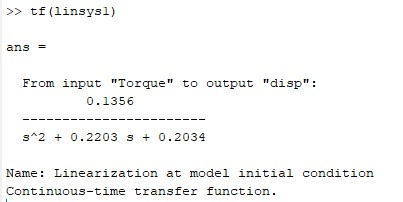 >> tf(linsys1)
ans =
From input "Torque" to output "disp":
0.1356
-----------------------
s^2 + 0.2203 s + 0.2034
Name: Linearization at model initial condition
Continuous-time transfer function.